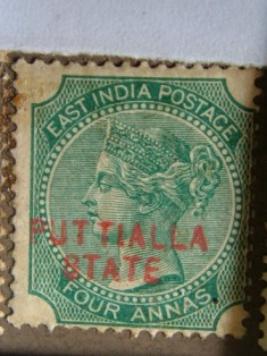 EAST INDIA POSTAGE
PUTTIALLA
STATE
FOUR ANNAS